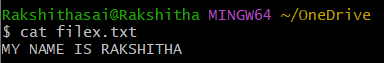 Rakshithasai@Rakshitha MINGW64 ~/OneDrive
$ cat filex.txt
MY NAME IS RAKSHITHA